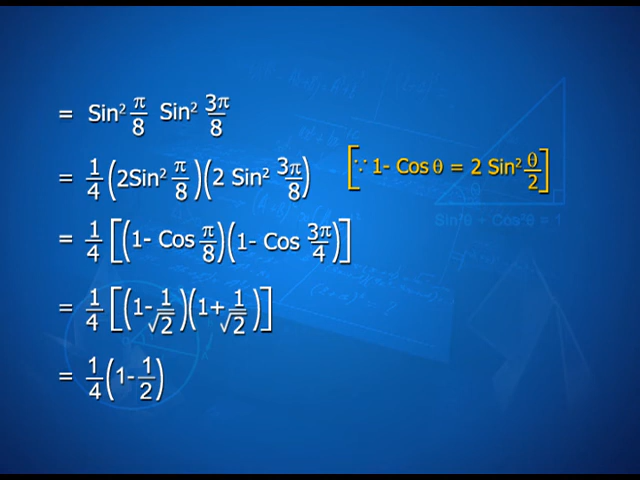 = Sin² π/8 Sin² 3π/8
= 1/4 (2Sin² π/8)(2 Sin² 3π/8) [∵ 1- Cos θ = 2 Sin² θ/2]
= 1/4 [(1- Cos π/8)(1- Cos 3π/4)]
= 1/4 [(1- 1/√2)(1+ 1/√2)]
= 1/4 (1- 1/2)
Sin²θ + Cos²θ = 1